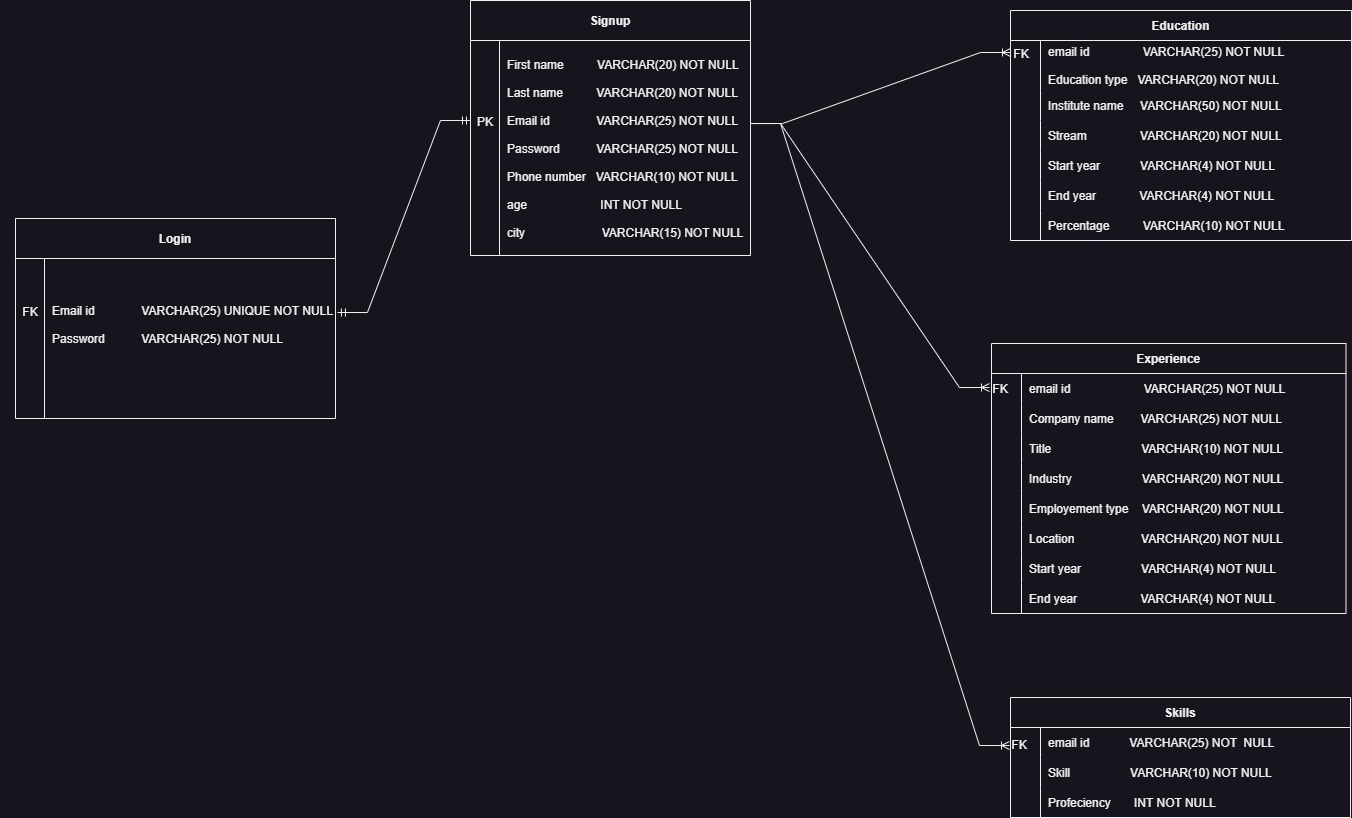 Signup
First name VARCHAR(20) NOT NULL
Last name VARCHAR(20) NOT NULL
PK Email id VARCHAR(25) NOT NULL
Password VARCHAR(25) NOT NULL
Phone number VARCHAR(10) NOT NULL
age INT NOT NULL
city VARCHAR(15) NOT NULL
Login
FK Email id VARCHAR(25) UNIQUE NOT NULL
Password VARCHAR(25) NOT NULL
Education
FK email id VARCHAR(25) NOT NULL
Education type VARCHAR(20) NOT NULL
Institute name VARCHAR(50) NOT NULL
Stream VARCHAR(20) NOT NULL
Start year VARCHAR(4) NOT NULL
End year VARCHAR(4) NOT NULL
Percentage VARCHAR(10) NOT NULL
Experience
FK email id VARCHAR(25) NOT NULL
Company name VARCHAR(25) NOT NULL
Title VARCHAR(10) NOT NULL
Industry VARCHAR(20) NOT NULL
Employement type VARCHAR(20) NOT NULL
Location VARCHAR(20) NOT NULL
Start year VARCHAR(4) NOT NULL
End year VARCHAR(4) NOT NULL
Skills
FK email id VARCHAR(25) NOT NULL
Skill VARCHAR(10) NOT NULL
Profeciency INT NOT NULL